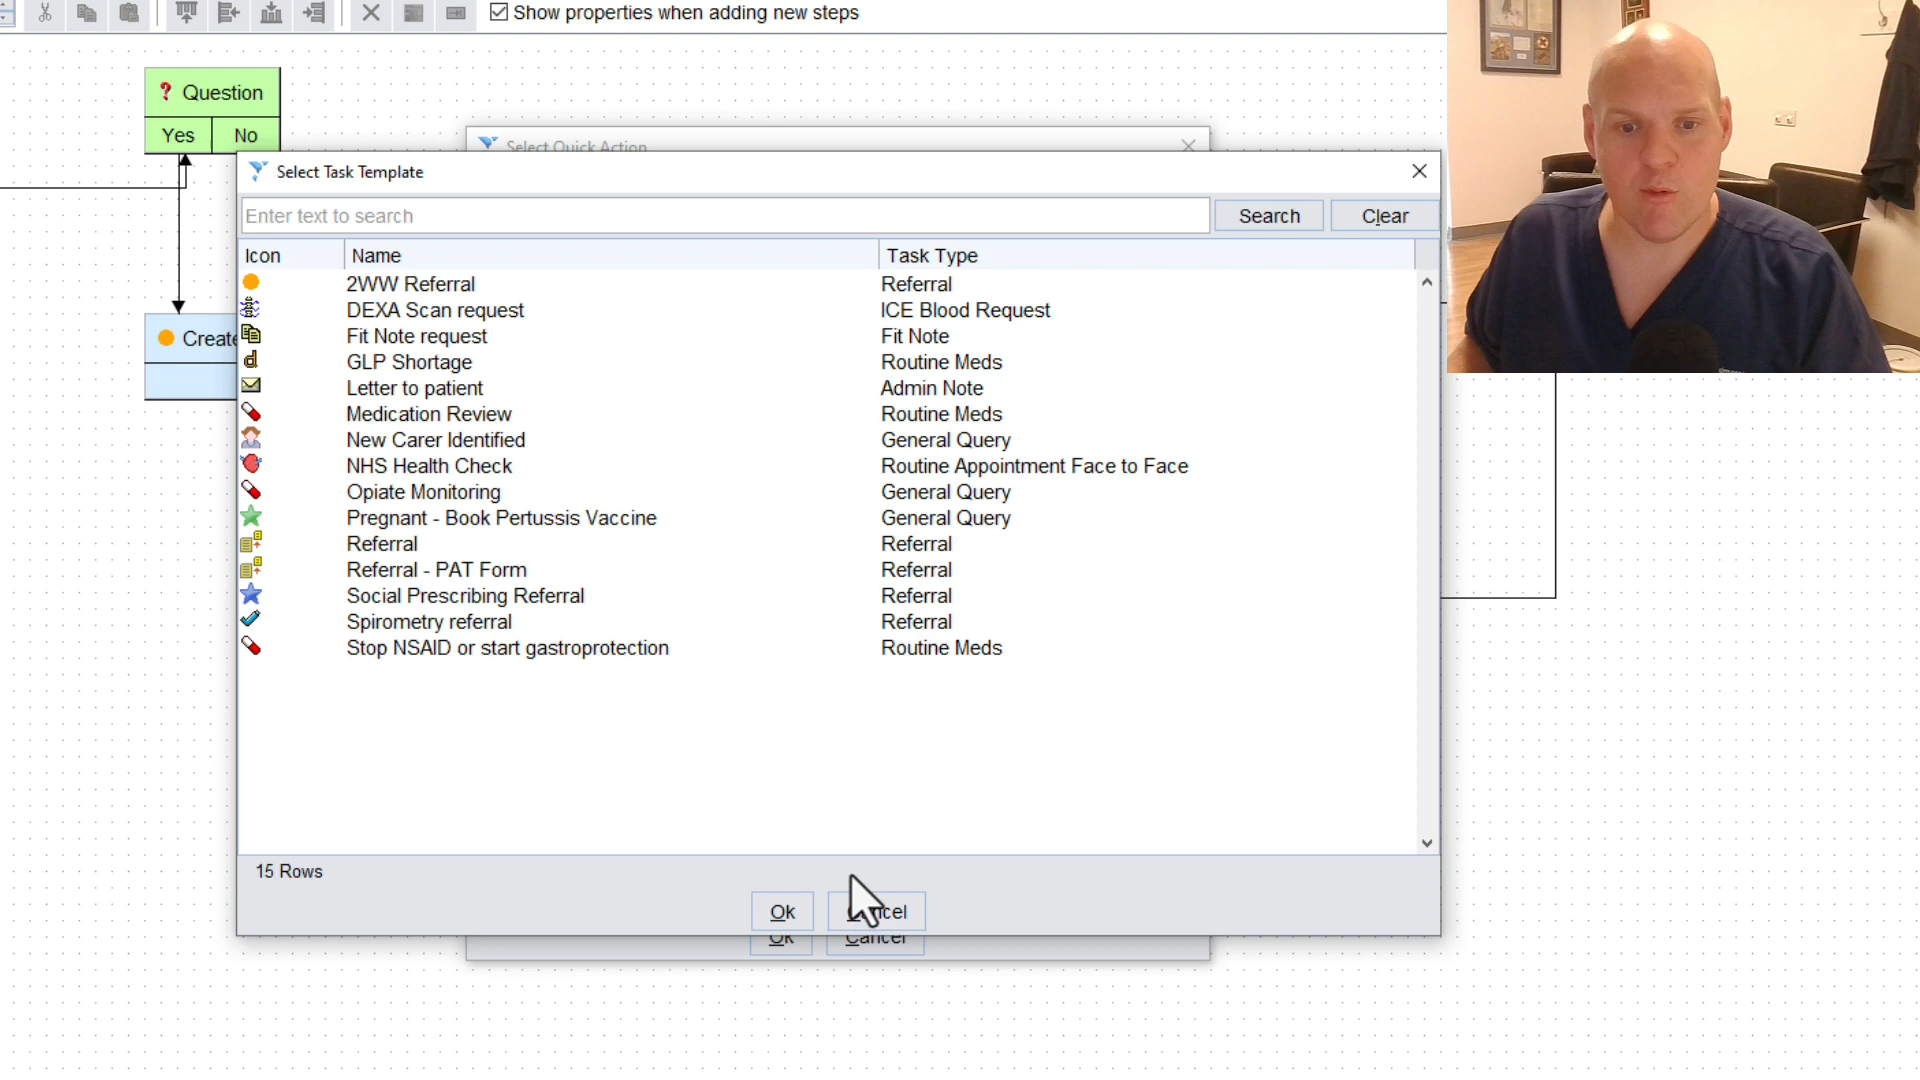 Show properties when adding new steps
? Question
Yes No
Select Quick Action
Select Task Template
Enter text to search Search Clear
Icon Name Task Type
2WW Referral Referral
DEXA Scan request ICE Blood Request
Fit Note request Fit Note
GLP Shortage Routine Meds
Letter to patient Admin Note
Medication Review Routine Meds
New Carer Identified General Query
NHS Health Check Routine Appointment Face to Face
Opiate Monitoring General Query
Pregnant - Book Pertussis Vaccine General Query
Referral Referral
Referral - PAT Form Referral
Social Prescribing Referral Referral
Spirometry referral Referral
Stop NSAID or start gastroprotection Routine Meds
Create
15 Rows
Ok Cancel
Ok Cancel